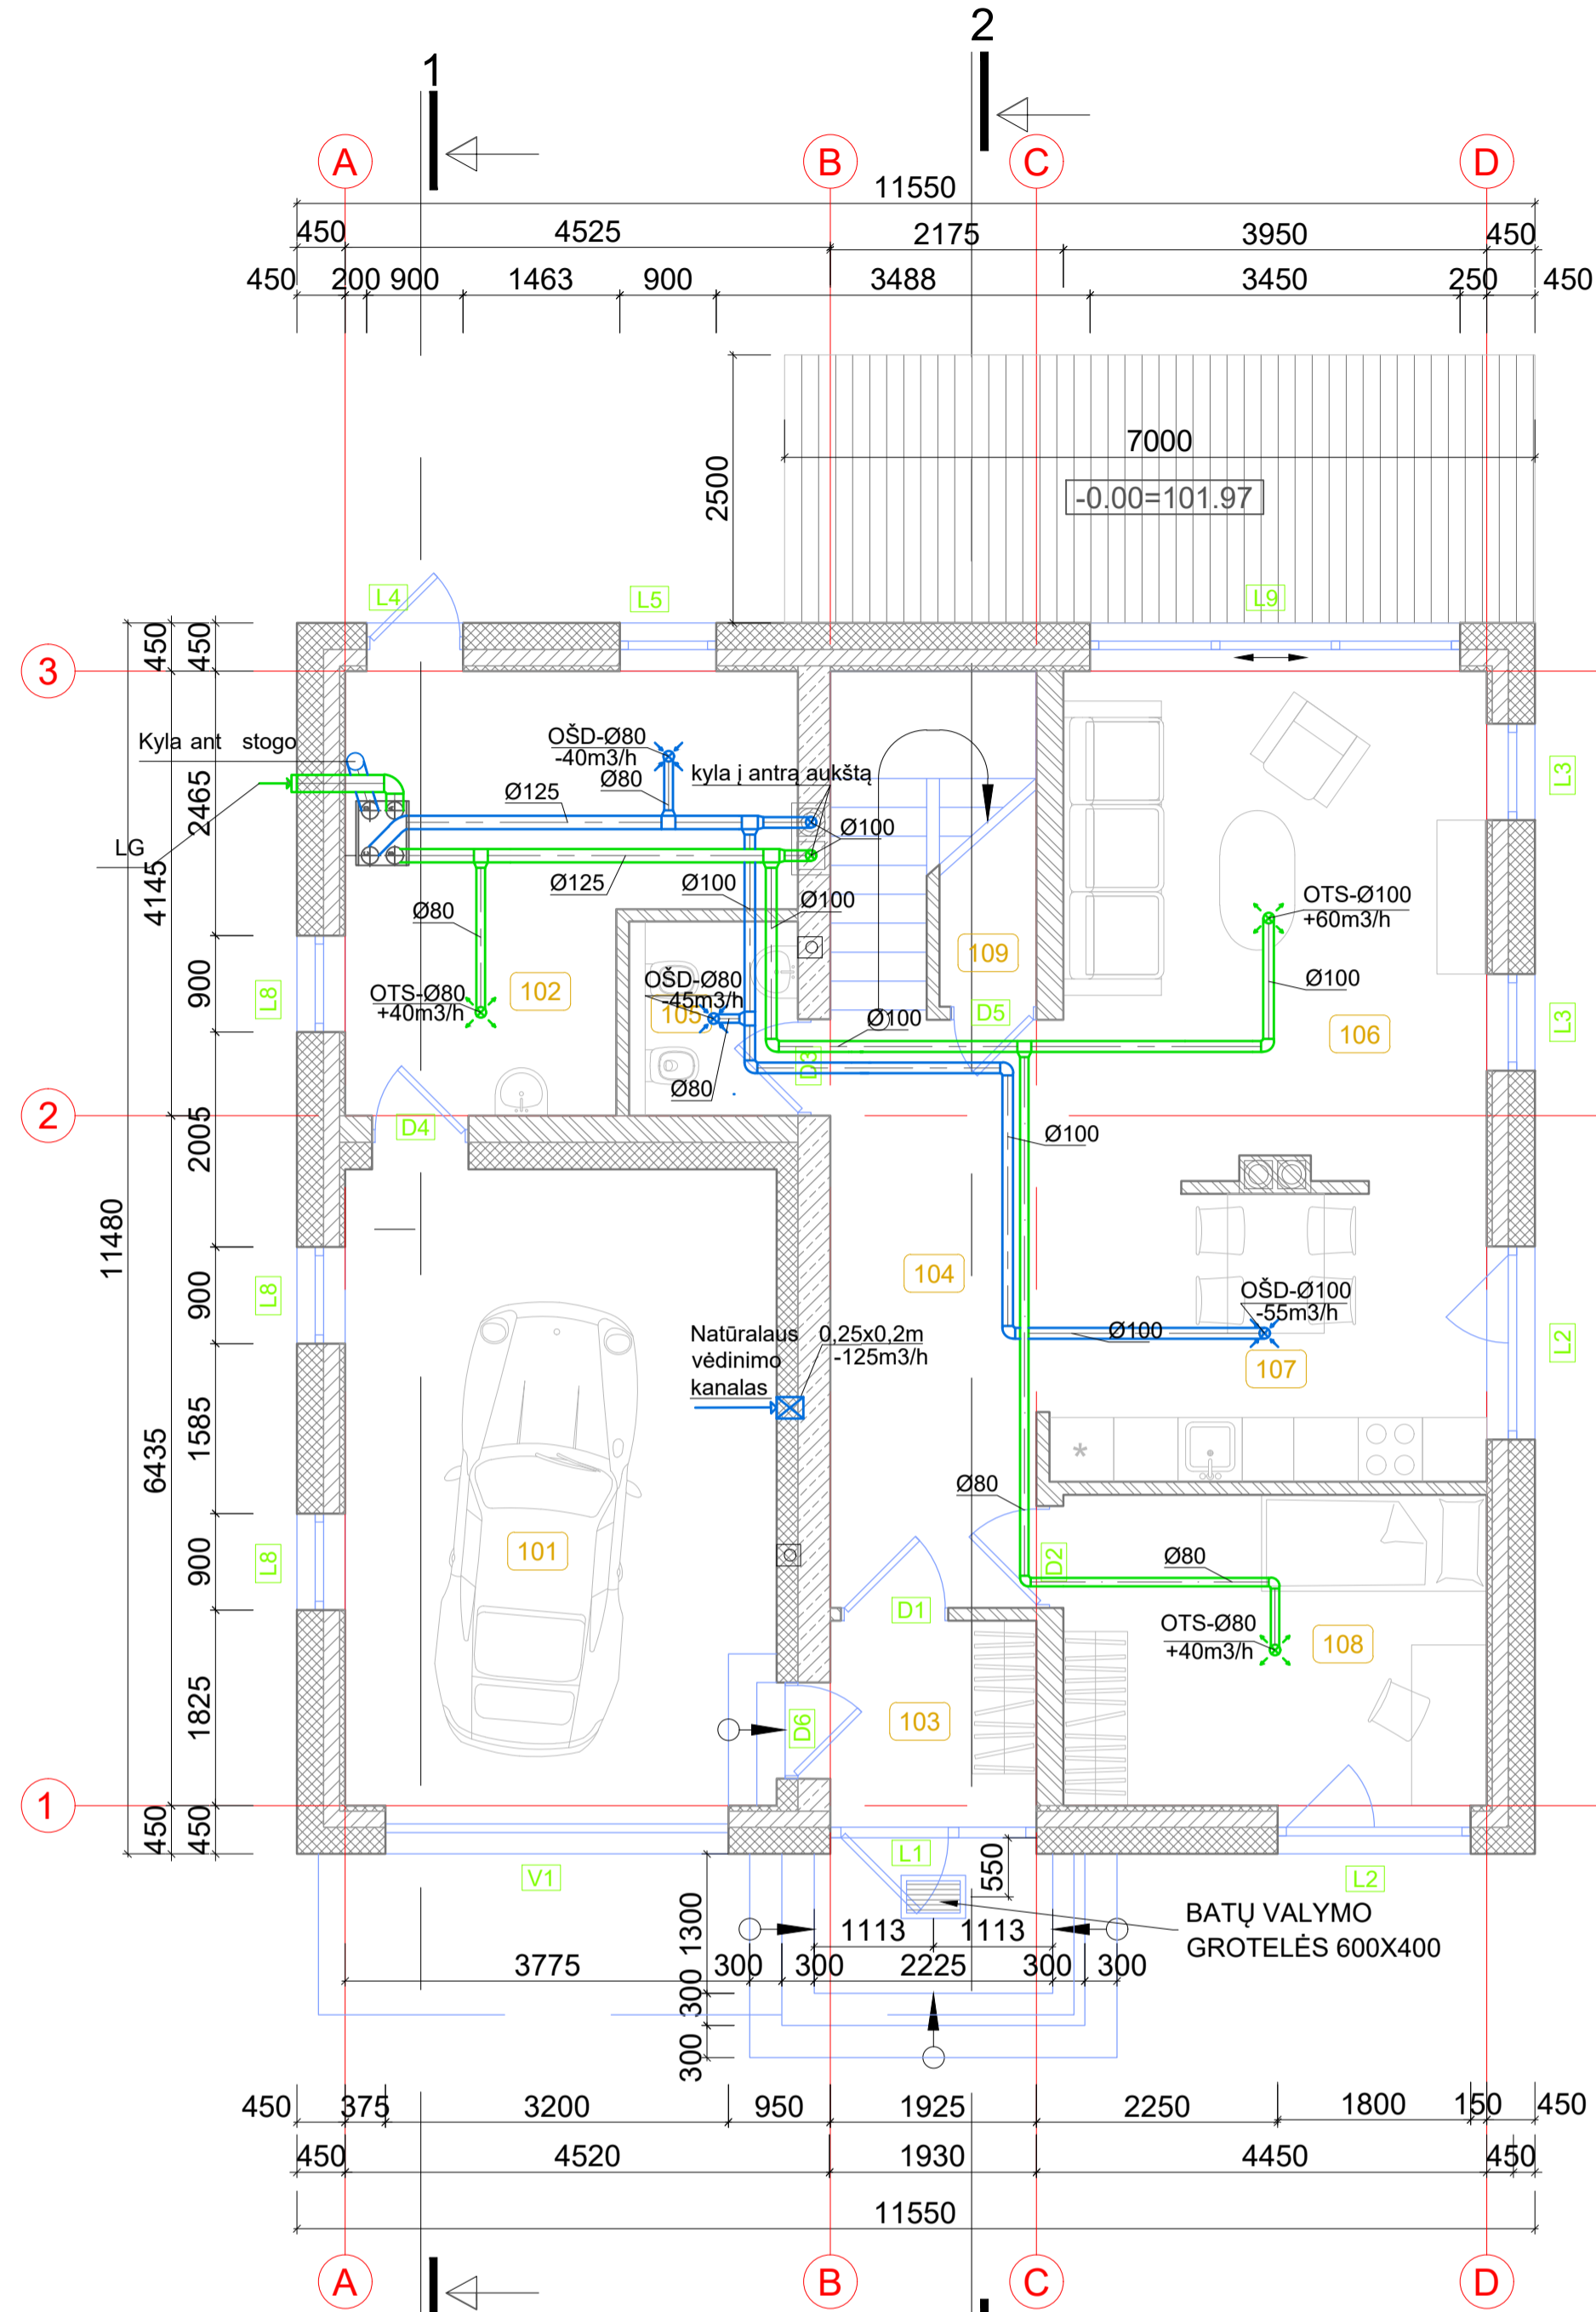 2
1
A
B
C
D
11550
450
4525
2175
3950
450
450
200
900
1463
900
3488
3450
250
450
2500
7000
-0.00=101.97
L4
L5
L9
3
450
450
Kyla ant stogo
OŠD-Ø80
-40m3/h
Ø80
kyla į antrą aukštą
Ø125
Ø100
L3
2465
LG
4145
Ø125
Ø100
Ø80
Ø100
OTS-Ø100
+60m3/h
109
OŠD-Ø80
-45m3/h
102
OTS-Ø80
+40m3/h
105
Ø100
D5
Ø100
106
L3
900
L8
D3
Ø80
2
D4
Ø100
2005
11480
104
OŠD-Ø100
-55m3/h
900
L8
Natūralaus
vėdinimo
kanalas
0,25x0,2m
-125m3/h
Ø100
L2
107
1585
6435
*
Ø80
101
900
L8
D2
Ø80
D1
OTS-Ø80
+40m3/h
108
1825
103
D6
1
450
450
V1
L1
L2
550
1300
1113
1113
BATŲ VALYMO
GROTELĖS 600X400
3775
300
300
2225
300
300
300
300
450
375
3200
950
1925
2250
1800
150
450
450
4520
1930
4450
450
11550
A
B
C
D